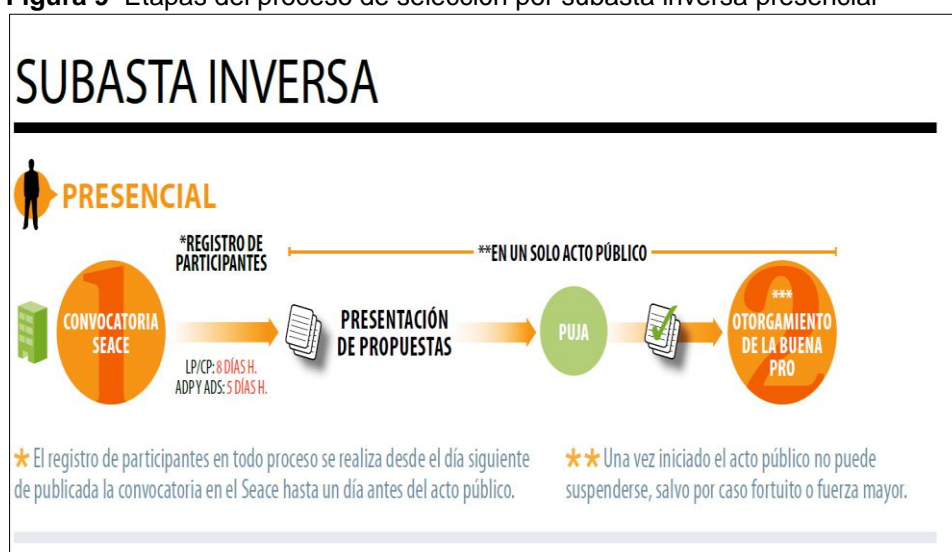 Figura 9 Etapas del proceso de selección por subasta inversa presencial
SUBASTA INVERSA
PRESENCIAL
*REGISTRO DE
PARTICIPANTES
**EN UN SOLO ACTO PÚBLICO
1
CONVOCATORIA
SEACE
LP/CP: 8 DÍAS H.
ADP Y ADS: 5 DÍAS H.
PRESENTACIÓN
DE PROPUESTAS
PUJA
2
***
OTORGAMIENTO
DE LA BUENA
PRO
* El registro de participantes en todo proceso se realiza desde el día siguiente
de publicada la convocatoria en el Seace hasta un día antes del acto público.
** Una vez iniciado el acto público no puede
suspenderse, salvo por caso fortuito o fuerza mayor.